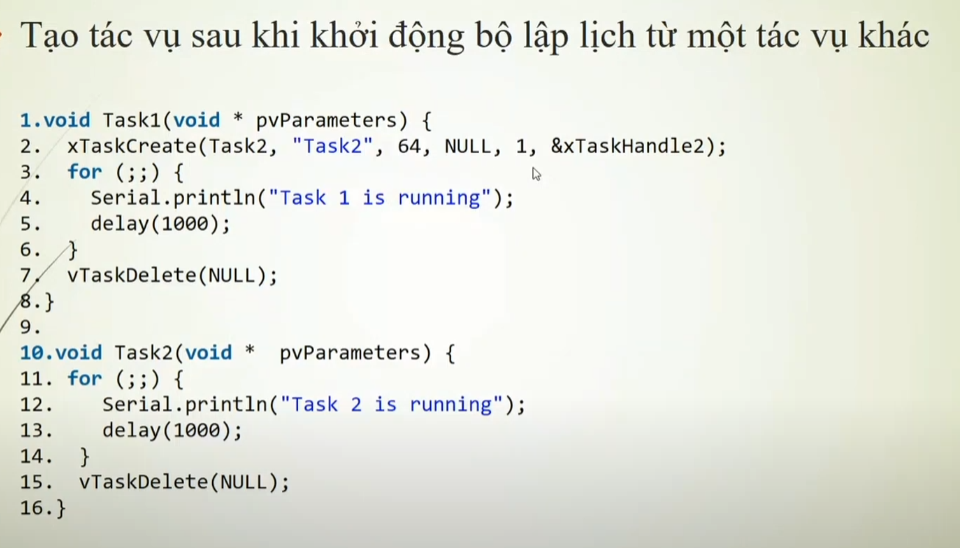 Tạo tác vụ sau khi khởi động bộ lập lịch từ một tác vụ khác
1.void Task1(void * pvParameters) {
2. xTaskCreate(Task2, "Task2", 64, NULL, 1, &xTaskHandle2);
3. for (;;) {
4. Serial.println("Task 1 is running");
5. delay(1000);
6. }
7. vTaskDelete(NULL);
8.}
9.
10.void Task2(void * pvParameters) {
11. for (;;) {
12. Serial.println("Task 2 is running");
13. delay(1000);
14. }
15. vTaskDelete(NULL);
16.}